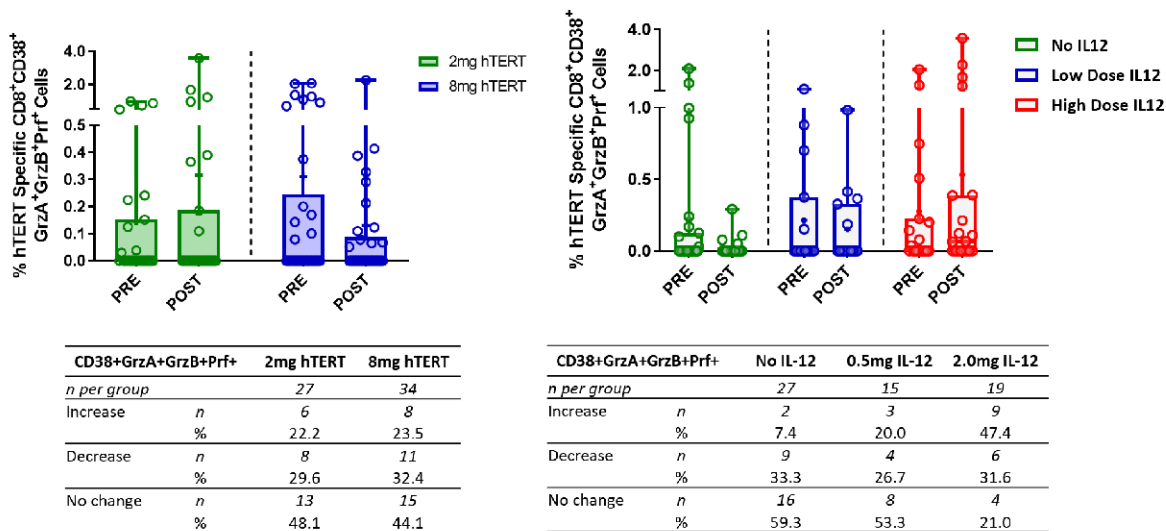 % hTERT Specific CD8+CD38+
GrzA+GrzB+Prf+ Cells
4.0
2.0
0.0
0.5
0.4
0.3
0.2
0.1
0.0
PRE
POST
PRE
POST
2mg hTERT
8mg hTERT
% hTERT Specific CD8+CD38+
GrzA+GrzB+Prf+ Cells
4.0
2.0
1.0
0.5
0.0
PRE
POST
PRE
POST
PRE
POST
No IL12
Low Dose IL12
High Dose IL12
CD38+GrzA+GrzB+Prf+ 2mg hTERT 8mg hTERT
n per group 27 34
Increase n 6 8
% 22.2 23.5
Decrease n 8 11
% 29.6 32.4
No change n 13 15
% 48.1 44.1
CD38+GrzA+GrzB+Prf+ No IL-12 0.5mg IL-12 2.0mg IL-12
n per group 27 15 19
Increase n 2 3 9
% 7.4 20.0 47.4
Decrease n 9 4 6
% 33.3 26.7 31.6
No change n 16 8 4
% 59.3 53.3 21.0